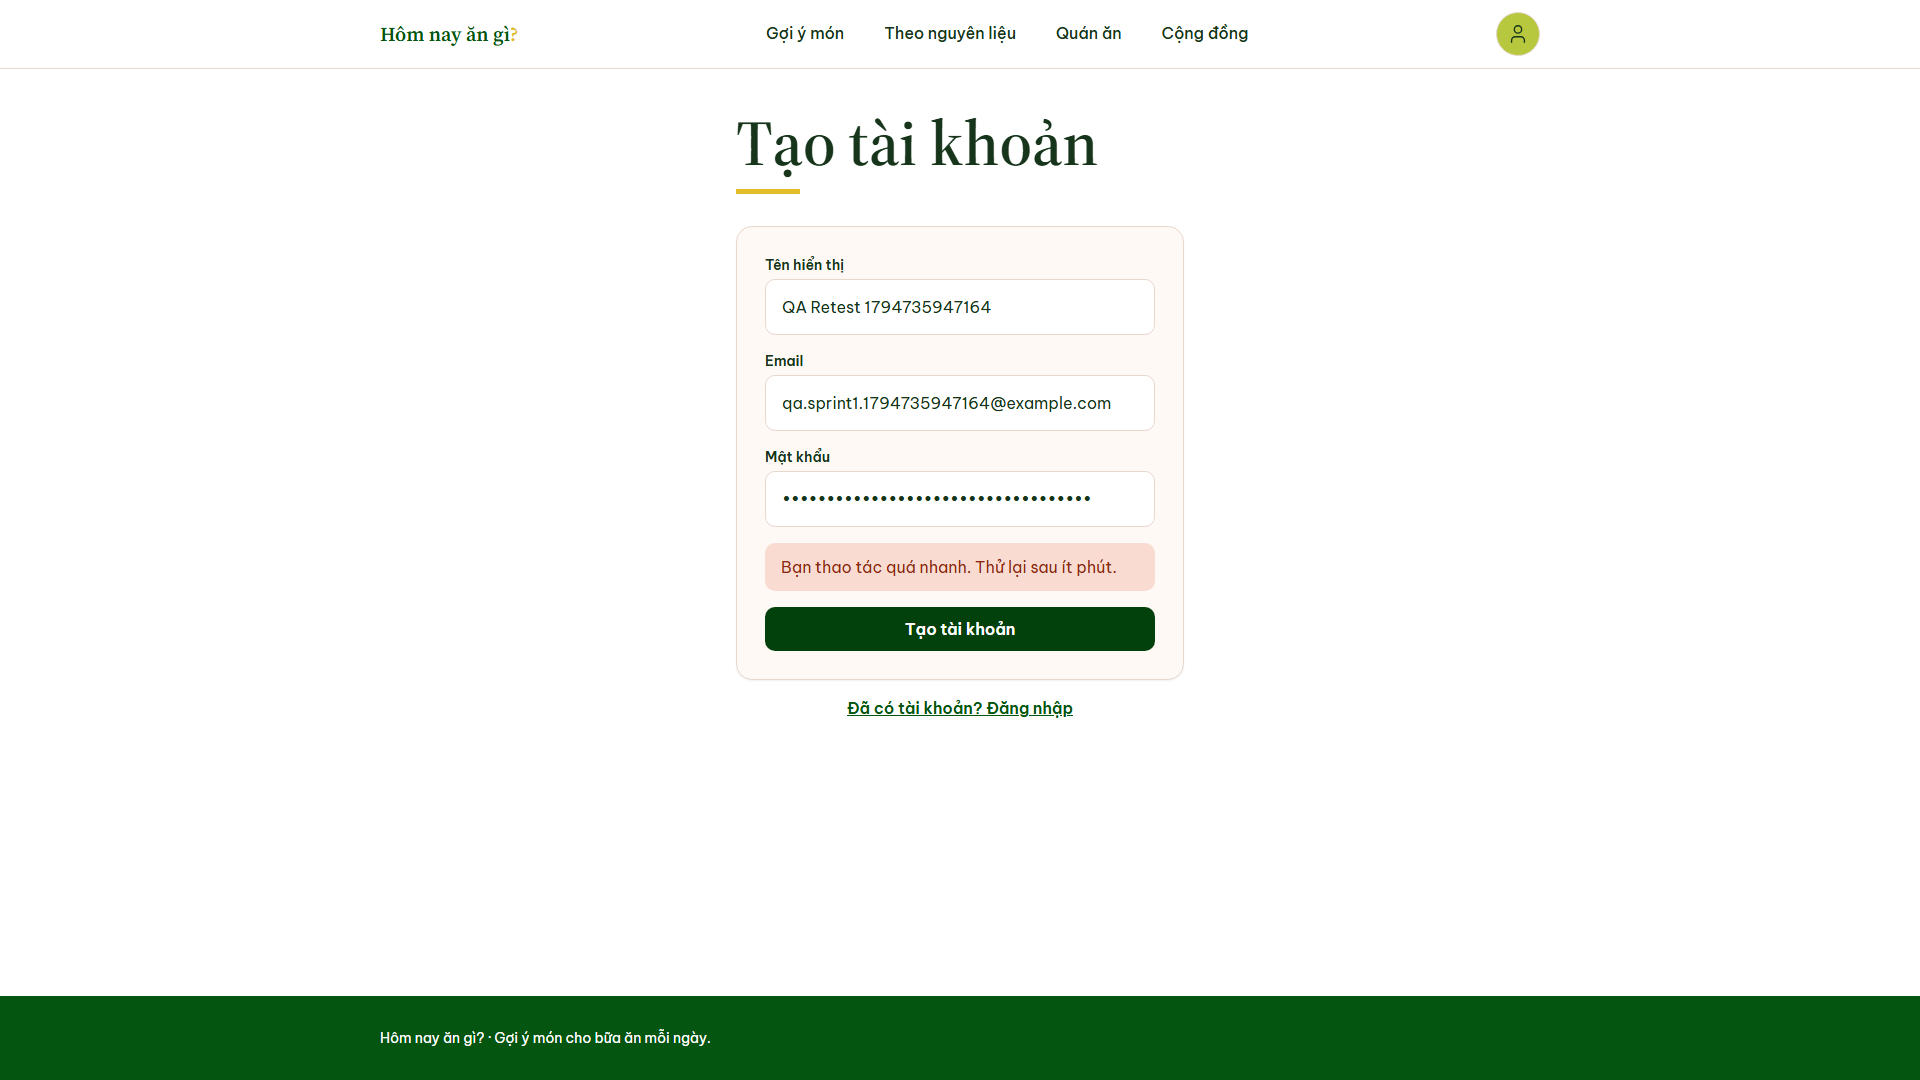 Hôm nay ăn gì?
Gợi ý món
Theo nguyên liệu
Quán ăn
Cộng đồng
Tạo tài khoản
Tên hiển thị
QA Retest 1794735947164
Email
qa.sprint1.1794735947164@example.com
Mật khẩu
•••••••••••••••••••••••••••••••••••
Bạn thao tác quá nhanh. Thử lại sau ít phút.
Tạo tài khoản
Đã có tài khoản? Đăng nhập
Hôm nay ăn gì? · Gợi ý món cho bữa ăn mỗi ngày.